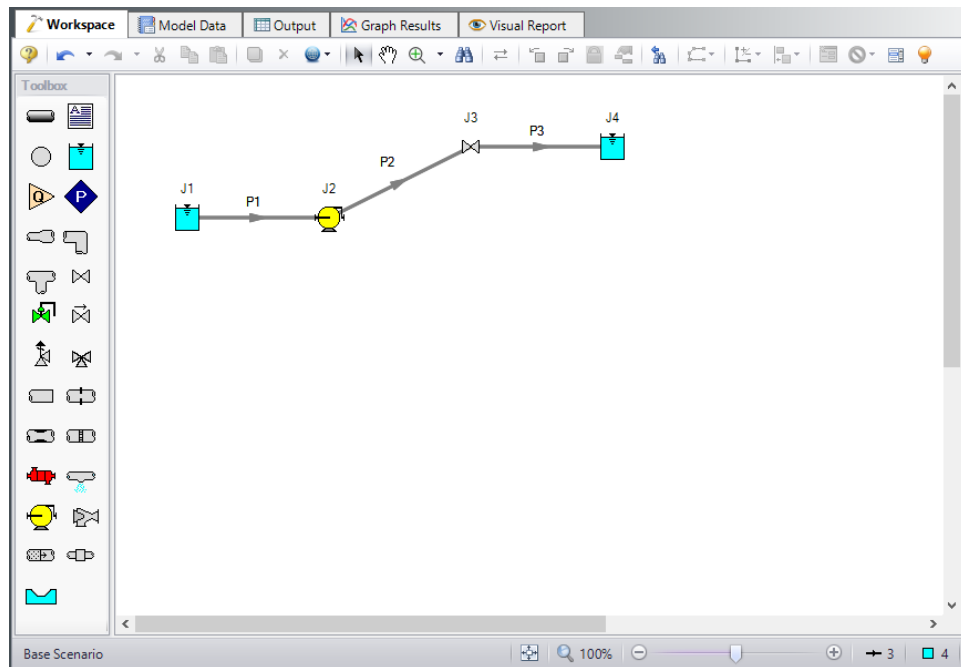 Workspace Model Data Output Graph Results Visual Report
Toolbox
A
Q P
J3 J4
P3
P2
J1 J2
P1
Base Scenario 100% 3 4